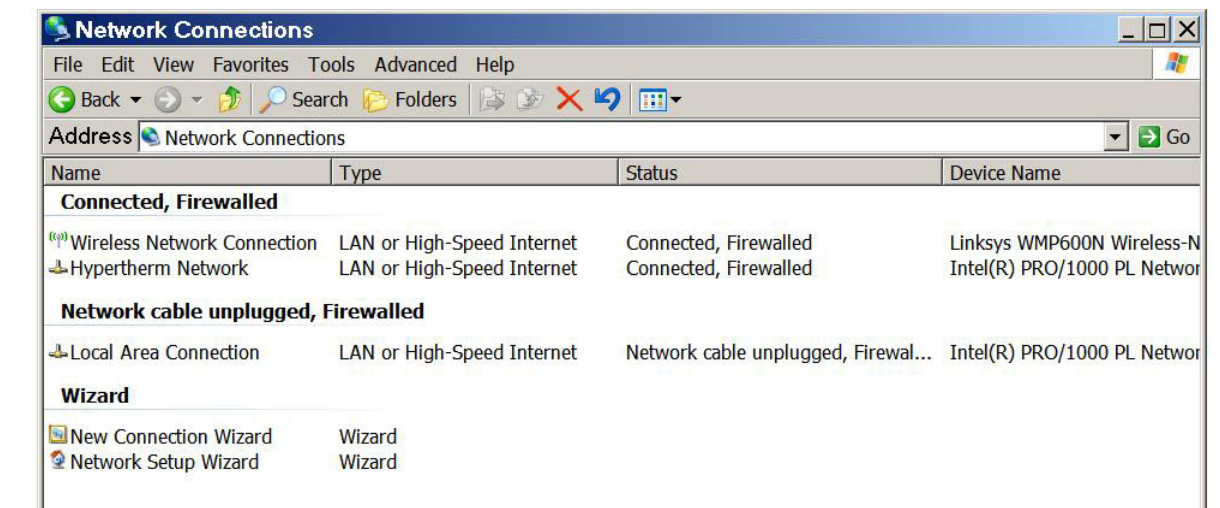 Network Connections
File Edit View Favorites Tools Advanced Help
Back Search Folders
Address Network Connections Go
Name Type Status Device Name
Connected, Firewalled
Wireless Network Connection LAN or High-Speed Internet Connected, Firewalled Linksys WMP600N Wireless-N
Hypertherm Network LAN or High-Speed Internet Connected, Firewalled Intel(R) PRO/1000 PL Networ
Network cable unplugged, Firewalled
Local Area Connection LAN or High-Speed Internet Network cable unplugged, Firewal... Intel(R) PRO/1000 PL Networ
Wizard
New Connection Wizard Wizard
Network Setup Wizard Wizard